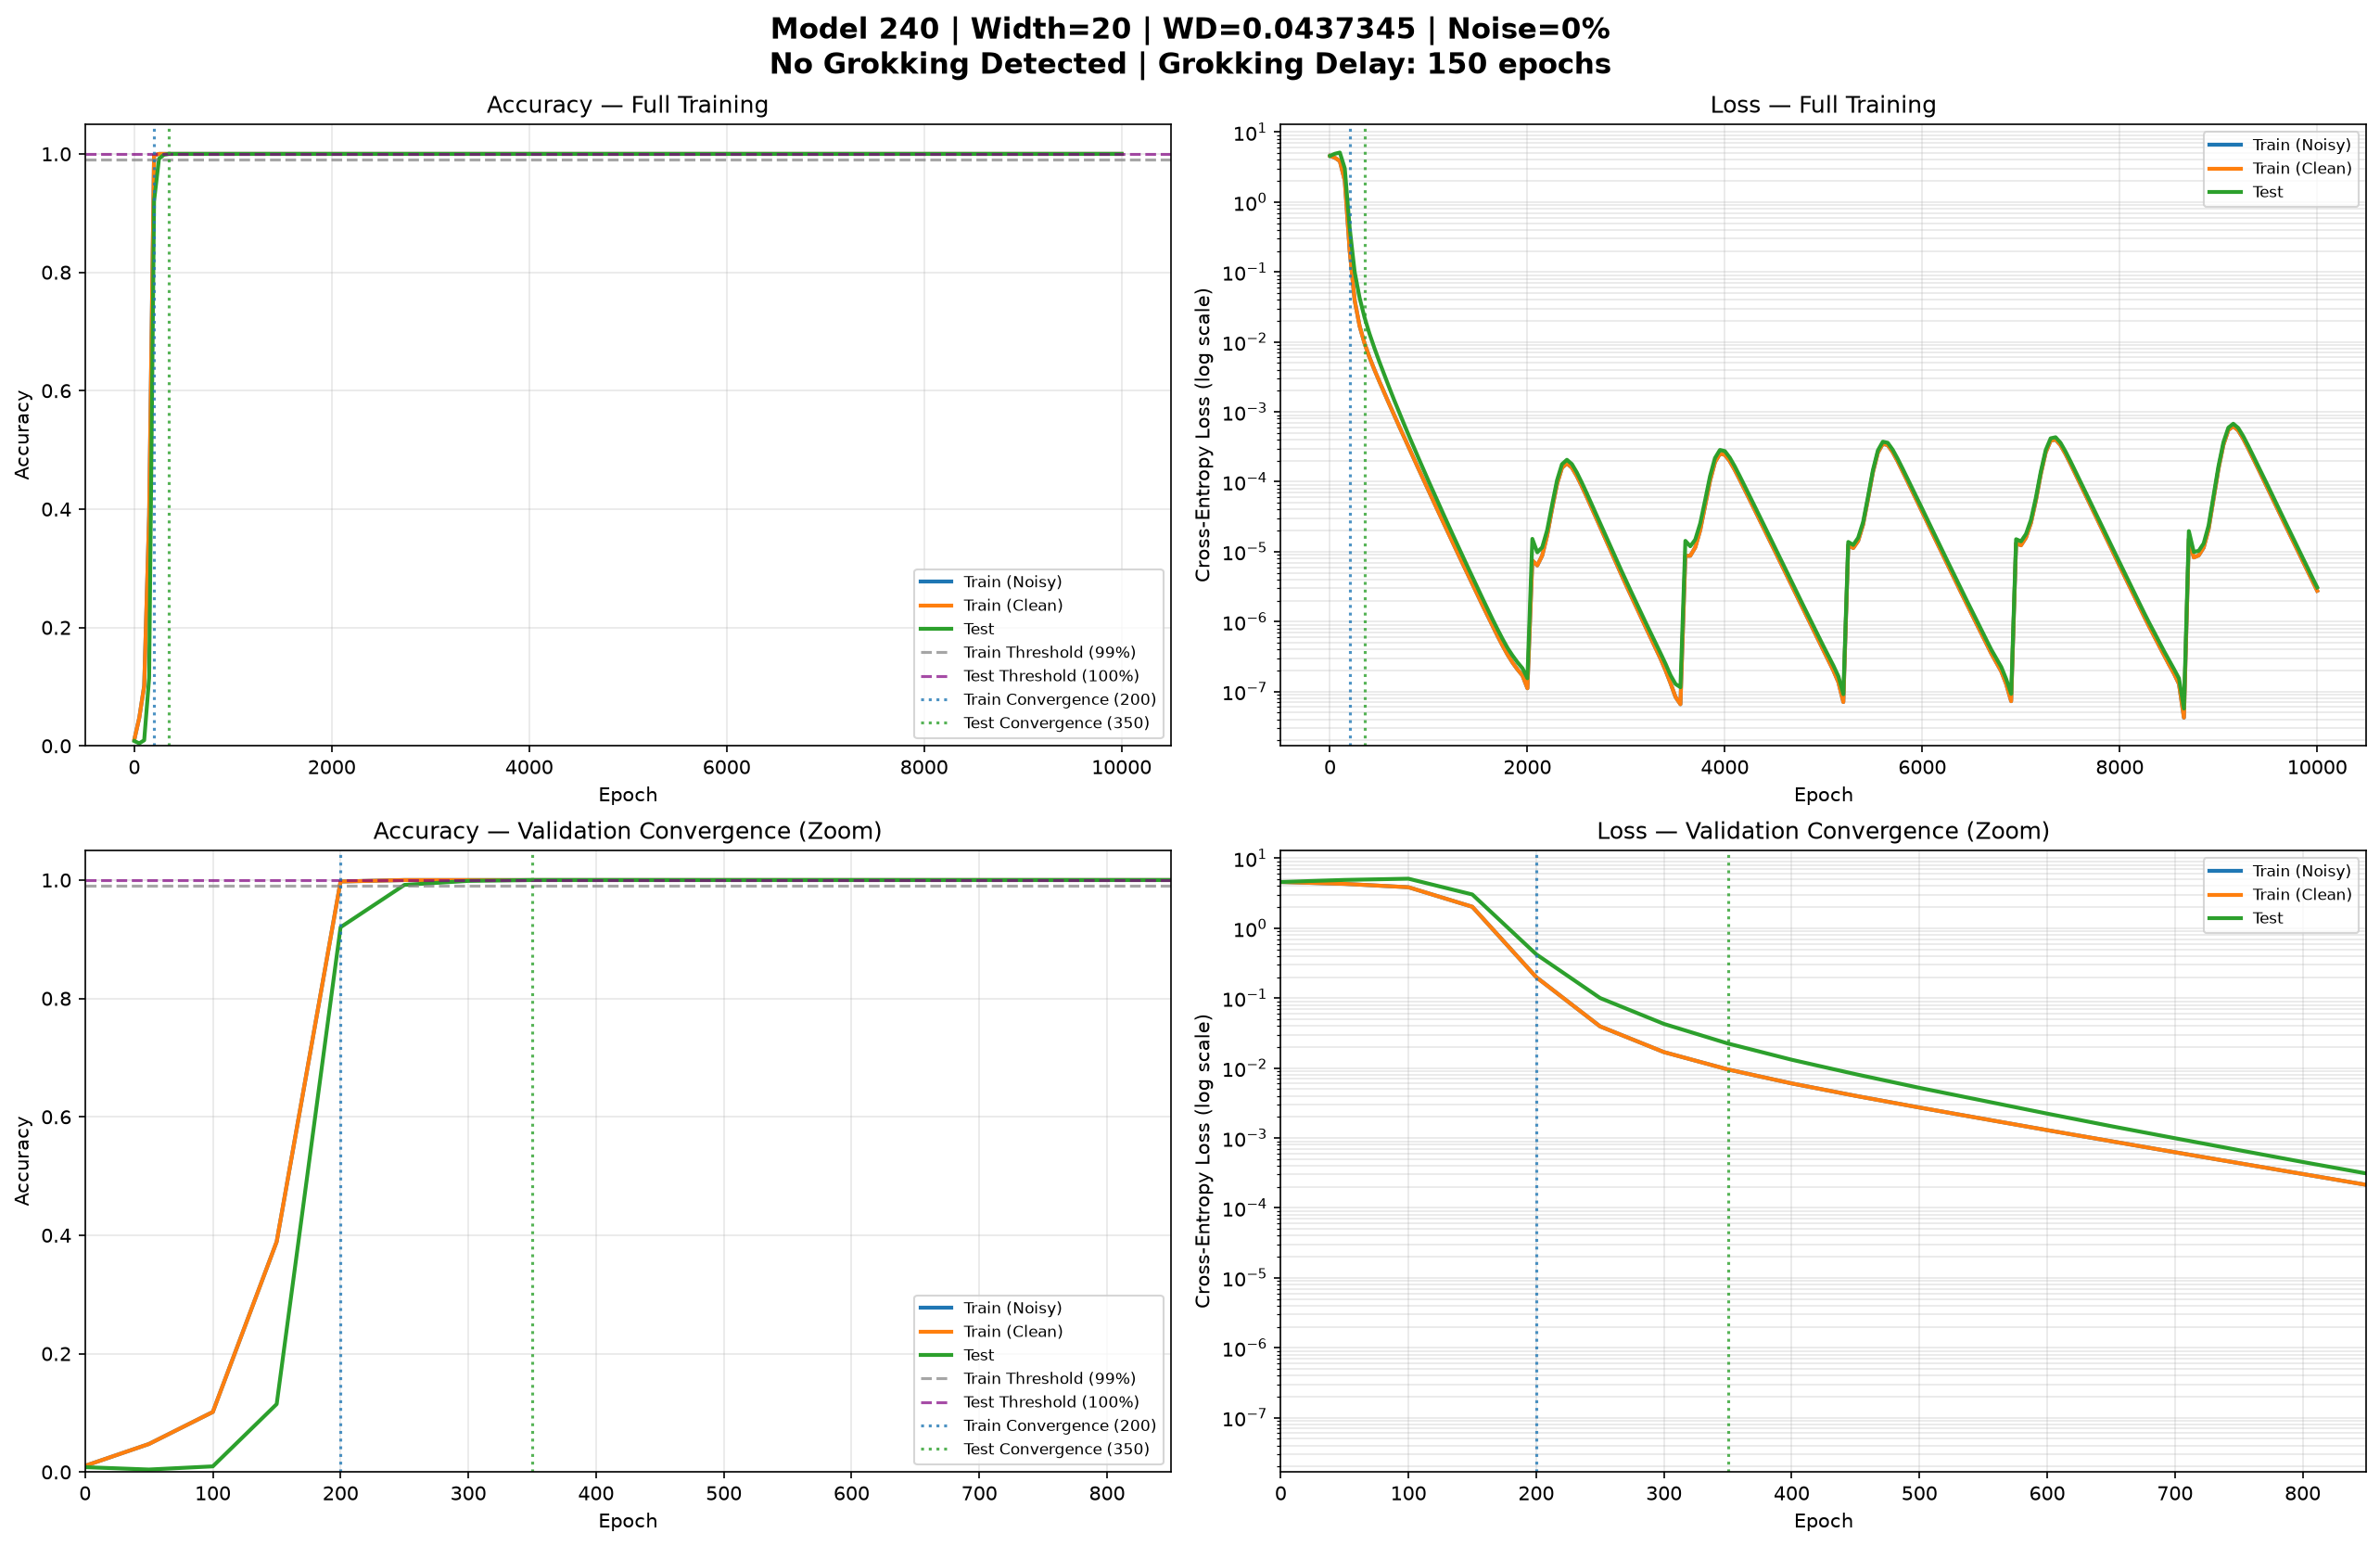 Model 240 | Width=20 | WD=0.0437345 | Noise=0%
No Grokking Detected | Grokking Delay: 150 epochs
Accuracy — Full Training
Accuracy
1.0
0.8
0.6
0.4
0.2
0.0
0 2000 4000 6000 8000 10000
Epoch
Train (Noisy)
Train (Clean)
Test
Train Threshold (99%)
Test Threshold (100%)
Train Convergence (200)
Test Convergence (350)
Loss — Full Training
Cross-Entropy Loss (log scale)
10¹
10⁰
10⁻¹
10⁻²
10⁻³
10⁻⁴
10⁻⁵
10⁻⁶
10⁻⁷
0 2000 4000 6000 8000 10000
Epoch
Train (Noisy)
Train (Clean)
Test
Accuracy — Validation Convergence (Zoom)
Accuracy
1.0
0.8
0.6
0.4
0.2
0.0
0 100 200 300 400 500 600 700 800
Epoch
Train (Noisy)
Train (Clean)
Test
Train Threshold (99%)
Test Threshold (100%)
Train Convergence (200)
Test Convergence (350)
Loss — Validation Convergence (Zoom)
Cross-Entropy Loss (log scale)
10¹
10⁰
10⁻¹
10⁻²
10⁻³
10⁻⁴
10⁻⁵
10⁻⁶
10⁻⁷
0 100 200 300 400 500 600 700 800
Epoch
Train (Noisy)
Train (Clean)
Test